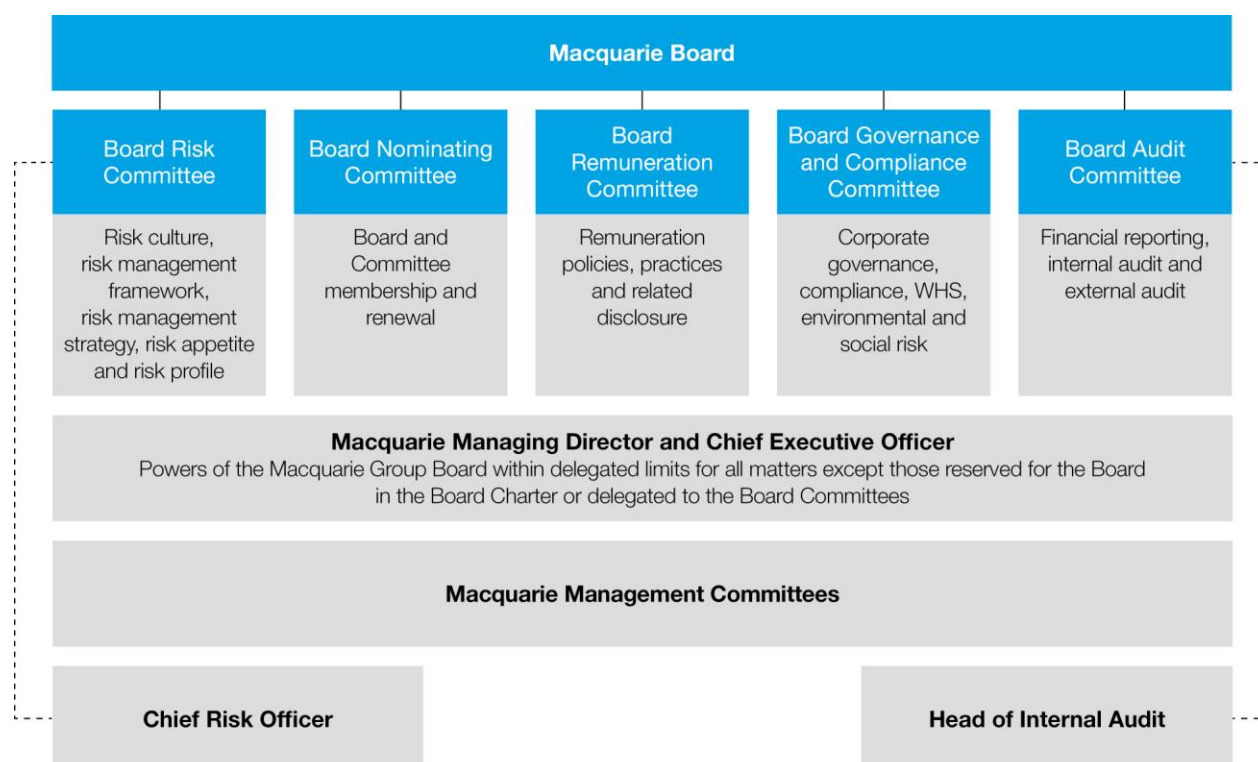 Macquarie Board
Board Risk
Committee
Risk culture,
risk management
framework,
risk management
strategy, risk appetite
and risk profile
Board Nominating
Committee
Board and
Committee
membership and
renewal
Board
Remuneration
Committee
Remuneration
policies, practices
and related
disclosure
Board Governance
and Compliance
Committee
Corporate
governance,
compliance, WHS,
environmental and
social risk
Board Audit
Committee
Financial reporting,
internal audit and
external audit
Macquarie Managing Director and Chief Executive Officer
Powers of the Macquarie Group Board within delegated limits for all matters except those reserved for the Board
in the Board Charter or delegated to the Board Committees
Macquarie Management Committees
Chief Risk Officer
Head of Internal Audit